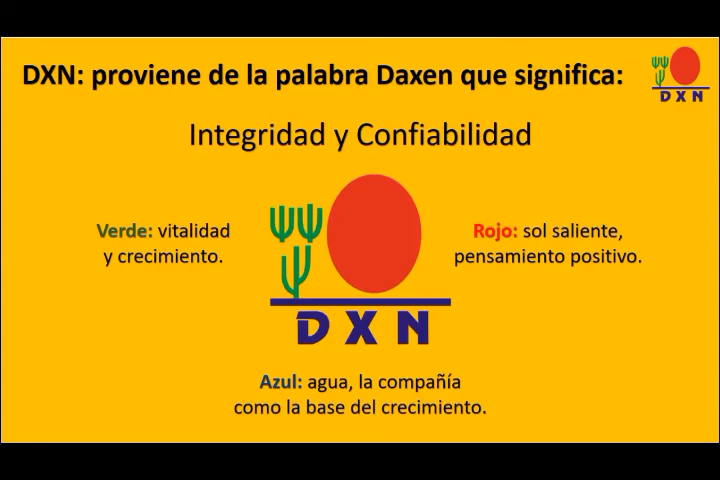 DXN: proviene de la palabra Daxen que significa:
DXN
Integridad y Confiabilidad
Verde: vitalidad
y crecimiento.
Rojo: sol saliente,
pensamiento positivo.
DXN
Azul: agua, la compañía
como la base del crecimiento.